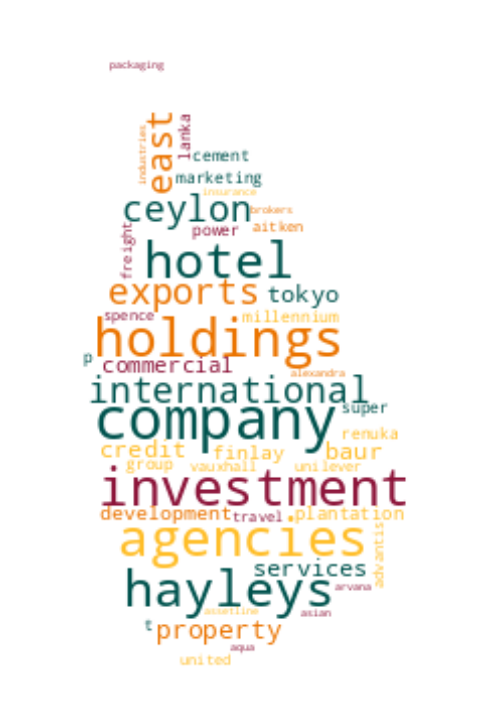 packaging
industries
east
lanka
cement
marketing
insurance
ceylon
brokers
freight
power
aitken
hotel
exports
tokyo
spence
millennium
holdings
p
commercial
alexandra
international
company
super
renuka
credit
finlay
baur
group
vauxhall
unilever
investment
development
travel
plantation
agencies
advantis
services
hayleys
arvana
assetline
asian
t
property
aqua
united